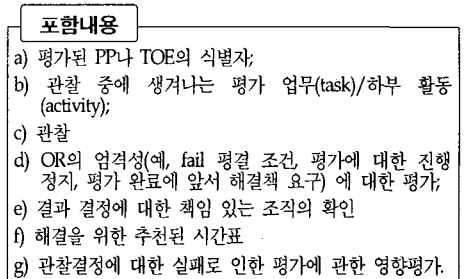 포함내용
a) 평가된 PP나 TOE의 식별자;
b) 관찰 중에 생겨나는 평가 업무(task)/하부 활동
(activity);
c) 관찰
d) OR의 엄격성(예, fail 평결 조건, 평가에 대한 진행
정지, 평가 완료에 앞서 해결책 요구) 에 대한 평가;
e) 결과 결정에 대한 책임 있는 조직의 확인
f) 해결을 위한 추천된 시간표
g) 관찰결정에 대한 실패로 인한 평가에 관한 영향평가.